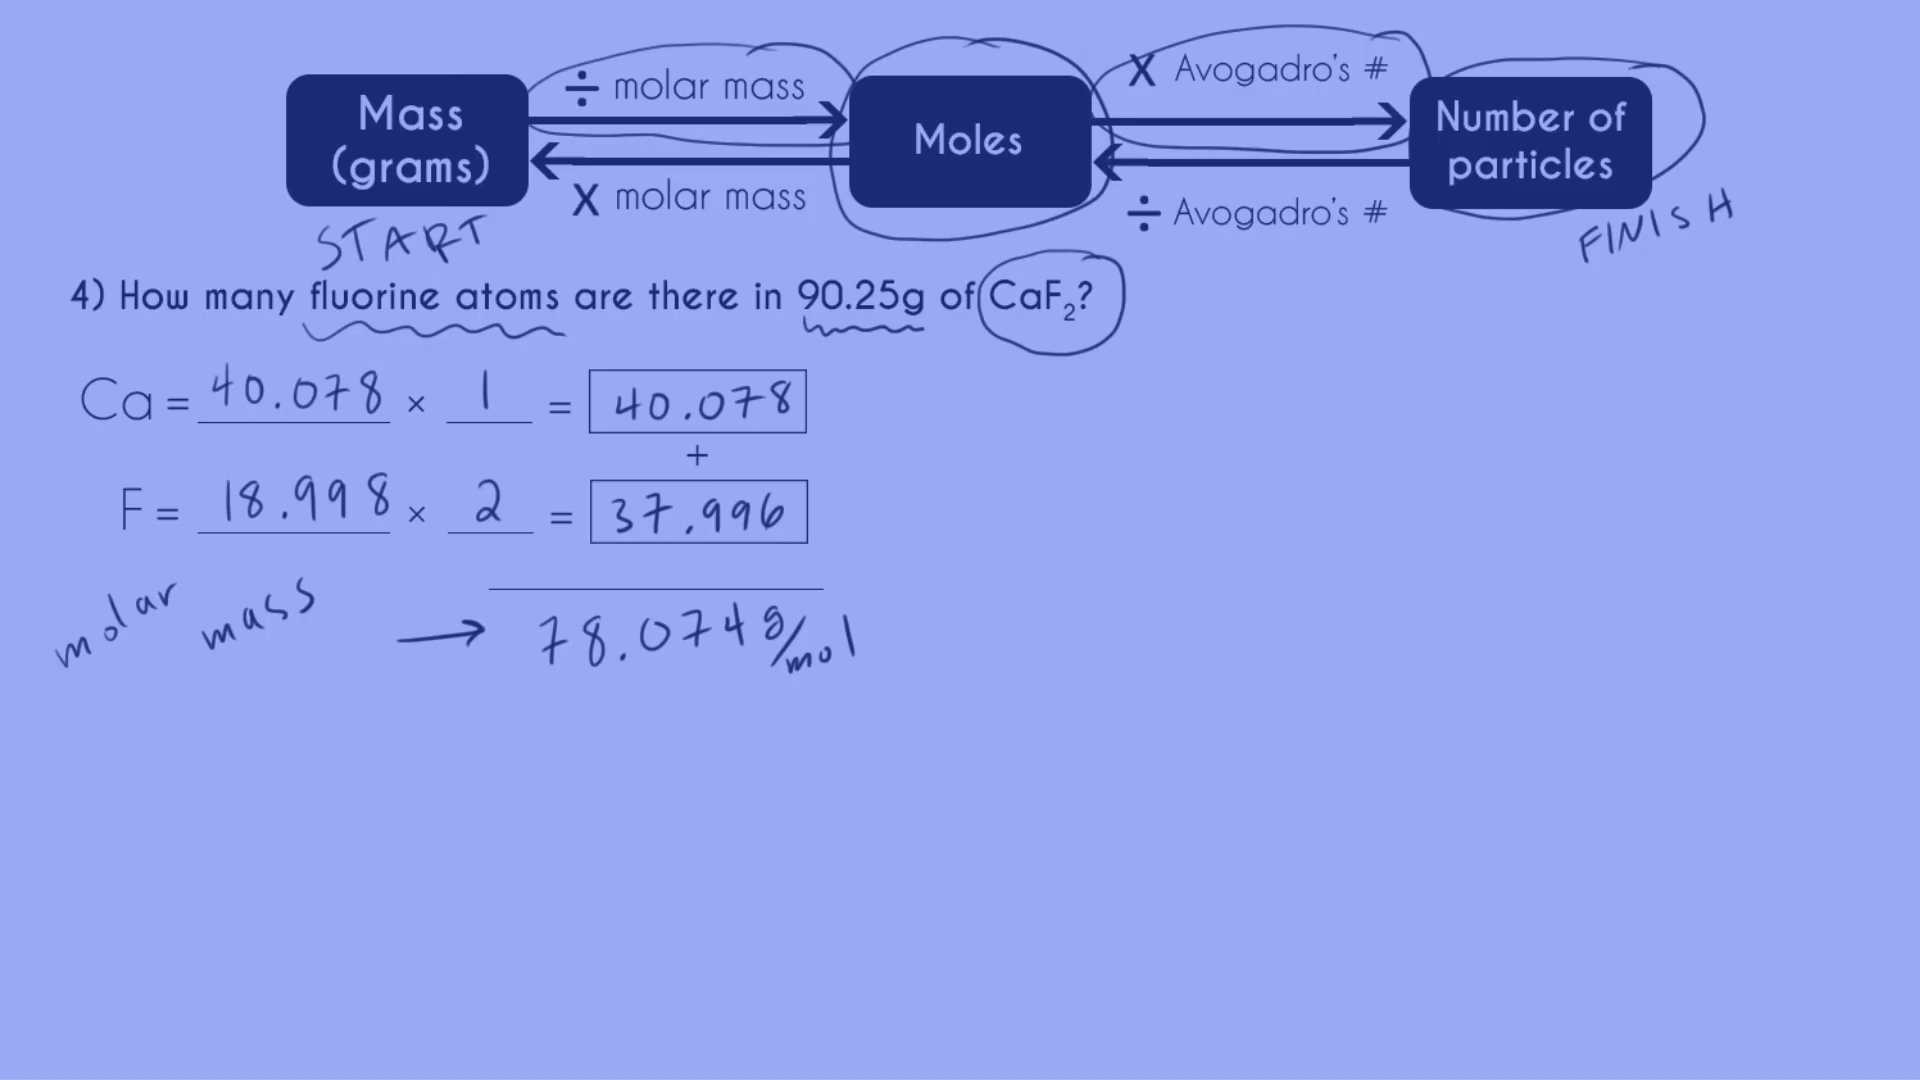 Mass (grams)
÷ molar mass
X molar mass
Moles
X Avogadro's #
÷ Avogadro's #
Number of particles
START
FINISH
4) How many fluorine atoms are there in 90.25g of CaF₂?
Ca = 40.078 × 1 = 40.078
+
F = 18.998 × 2 = 37.996
molar mass → 78.074 g/mol